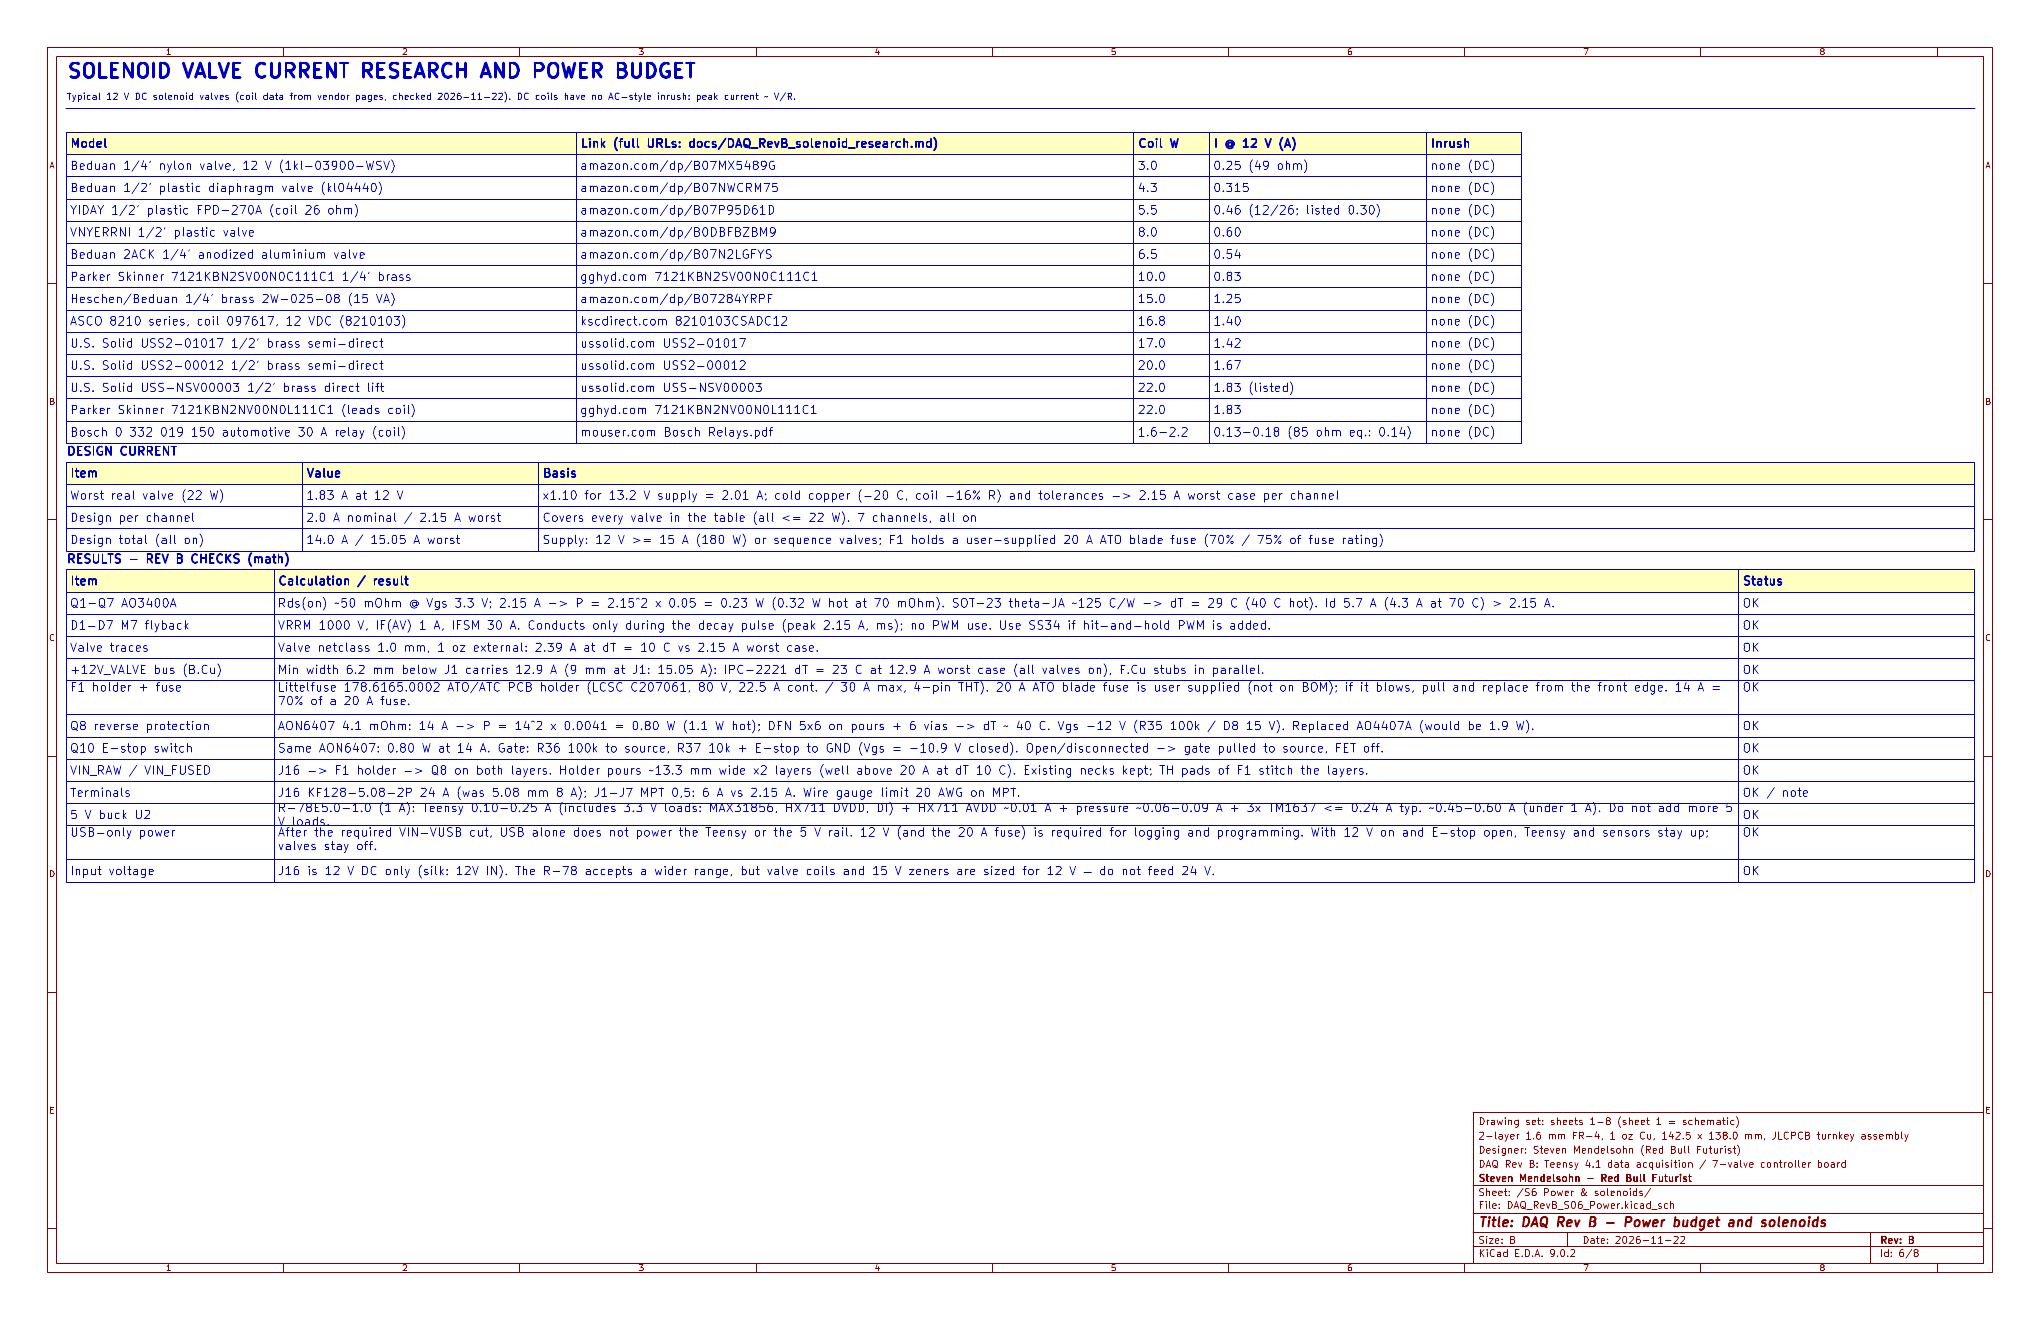 1 2 3 4 5 6 7 8
SOLENOID VALVE CURRENT RESEARCH AND POWER BUDGET
Typical 12 V DC solenoid valves (coil data from vendor pages, checked 2026-11-22). DC coils have no AC-style inrush: peak current ~ V/R.
Model Link (full URLs: docs/DAQ_RevB_solenoid_research.md) Coil W I @ 12 V (A) Inrush
A Beduan 1/4' nylon valve, 12 V (1kl-03900-WSV) amazon.com/dp/B07MX5489G 3.0 0.25 (49 ohm) none (DC) A
Beduan 1/2' plastic diaphragm valve (kl04440) amazon.com/dp/B07NWCRM75 4.3 0.315 none (DC)
YIDAY 1/2' plastic FPD-270A (coil 26 ohm) amazon.com/dp/B07P95D61D 5.5 0.46 (12/26; listed 0.30) none (DC)
VNYERRNI 1/2' plastic valve amazon.com/dp/B0DBFBZBM9 8.0 0.60 none (DC)
Beduan 2ACK 1/4' anodized aluminium valve amazon.com/dp/B07N2LGFYS 6.5 0.54 none (DC)
Parker Skinner 7121KBN2SV00N0C111C1 1/4' brass gghyd.com 7121KBN2SV00N0C111C1 10.0 0.83 none (DC)
Heschen/Beduan 1/4' brass 2W-025-08 (15 VA) amazon.com/dp/B07284YRPF 15.0 1.25 none (DC)
ASCO 8210 series, coil 097617, 12 VDC (8210103) kscdirect.com 8210103CSADC12 16.8 1.40 none (DC)
U.S. Solid USS2-01017 1/2' brass semi-direct ussolid.com USS2-01017 17.0 1.42 none (DC)
U.S. Solid USS2-00012 1/2' brass semi-direct ussolid.com USS2-00012 20.0 1.67 none (DC)
U.S. Solid USS-NSV00003 1/2' brass direct lift ussolid.com USS-NSV00003 22.0 1.83 (listed) none (DC)
B Parker Skinner 7121KBN2NV00N0L111C1 (leads coil) gghyd.com 7121KBN2NV00N0L111C1 22.0 1.83 none (DC) B
Bosch 0 332 019 150 automotive 30 A relay (coil) mouser.com Bosch Relays.pdf 1.6-2.2 0.13-0.18 (85 ohm eq.: 0.14) none (DC)
DESIGN CURRENT
Item Value Basis
Worst real valve (22 W) 1.83 A at 12 V x1.10 for 13.2 V supply = 2.01 A; cold copper (-20 C, coil -16% R) and tolerances -> 2.15 A worst case per channel
Design per channel 2.0 A nominal / 2.15 A worst Covers every valve in the table (all <= 22 W). 7 channels, all on
Design total (all on) 14.0 A / 15.05 A worst Supply: 12 V >= 15 A (180 W) or sequence valves; F1 holds a user-supplied 20 A ATO blade fuse (70% / 75% of fuse rating)
RESULTS - REV B CHECKS (math)
Item Calculation / result Status
Q1-Q7 AO3400A Rds(on) ~50 mOhm @ Vgs 3.3 V; 2.15 A -> P = 2.15^2 x 0.05 = 0.23 W (0.32 W hot at 70 mOhm). SOT-23 theta-JA ~125 C/W -> dT = 29 C (40 C hot). Id 5.7 A (4.3 A at 70 C) > 2.15 A. OK
D1-D7 M7 flyback VRRM 1000 V, IF(AV) 1 A, IFSM 30 A. Conducts only during the decay pulse (peak 2.15 A, ms); no PWM use. Use SS34 if hit-and-hold PWM is added. OK
C C
Valve traces Valve netclass 1.0 mm, 1 oz external: 2.39 A at dT = 10 C vs 2.15 A worst case. OK
+12V_VALVE bus (B.Cu) Min width 6.2 mm below J1 carries 12.9 A (9 mm at J1: 15.05 A): IPC-2221 dT = 23 C at 12.9 A worst case (all valves on), F.Cu stubs in parallel. OK
F1 holder + fuse Littelfuse 178.6165.0002 ATO/ATC PCB holder (LCSC C207061, 80 V, 22.5 A cont. / 30 A max, 4-pin THT). 20 A ATO blade fuse is user supplied (not on BOM); if it blows, pull and replace from the front edge. 14 A = OK
70% of a 20 A fuse.
Q8 reverse protection AON6407 4.1 mOhm: 14 A -> P = 14^2 x 0.0041 = 0.80 W (1.1 W hot); DFN 5x6 on pours + 6 vias -> dT ~ 40 C. Vgs -12 V (R35 100k / D8 15 V). Replaced AO4407A (would be 1.9 W). OK
Q10 E-stop switch Same AON6407: 0.80 W at 14 A. Gate: R36 100k to source, R37 10k + E-stop to GND (Vgs = -10.9 V closed). Open/disconnected -> gate pulled to source, FET off. OK
VIN_RAW / VIN_FUSED J16 -> F1 holder -> Q8 on both layers. Holder pours ~13.3 mm wide x2 layers (well above 20 A at dT 10 C). Existing necks kept; TH pads of F1 stitch the layers. OK
Terminals J16 KF128-5.08-2P 24 A (was 5.08 mm 8 A); J1-J7 MPT 0,5: 6 A vs 2.15 A. Wire gauge limit 20 AWG on MPT. OK / note
5 V buck U2 R-78E5.0-1.0 (1 A): Teensy 0.10-0.25 A (includes 3.3 V loads: MAX31856, HX711 DVDD, DI) + HX711 AVDD ~0.01 A + pressure ~0.06-0.09 A + 3x TM1637 <= 0.24 A typ. ~0.45-0.60 A (under 1 A). Do not add more 5 OK
V loads.
USB-only power After the required VIN-VUSB cut, USB alone does not power the Teensy or the 5 V rail. 12 V (and the 20 A fuse) is required for logging and programming. With 12 V on and E-stop open, Teensy and sensors stay up; OK
valves stay off.
D Input voltage J16 is 12 V DC only (silk: 12V IN). The R-78 accepts a wider range, but valve coils and 15 V zeners are sized for 12 V - do not feed 24 V. OK D
E E
Drawing set: sheets 1-8 (sheet 1 = schematic)
2-layer 1.6 mm FR-4, 1 oz Cu, 142.5 x 138.0 mm, JLCPCB turnkey assembly
Designer: Steven Mendelsohn (Red Bull Futurist)
DAQ Rev B: Teensy 4.1 data acquisition / 7-valve controller board
Steven Mendelsohn - Red Bull Futurist
Sheet: /S6 Power & solenoids/
File: DAQ_RevB_S06_Power.kicad_sch
Title: DAQ Rev B - Power budget and solenoids
Size: B Date: 2026-11-22 Rev: B
KiCad E.D.A. 9.0.2 Id: 6/8
1 2 3 4 5 6 7 8